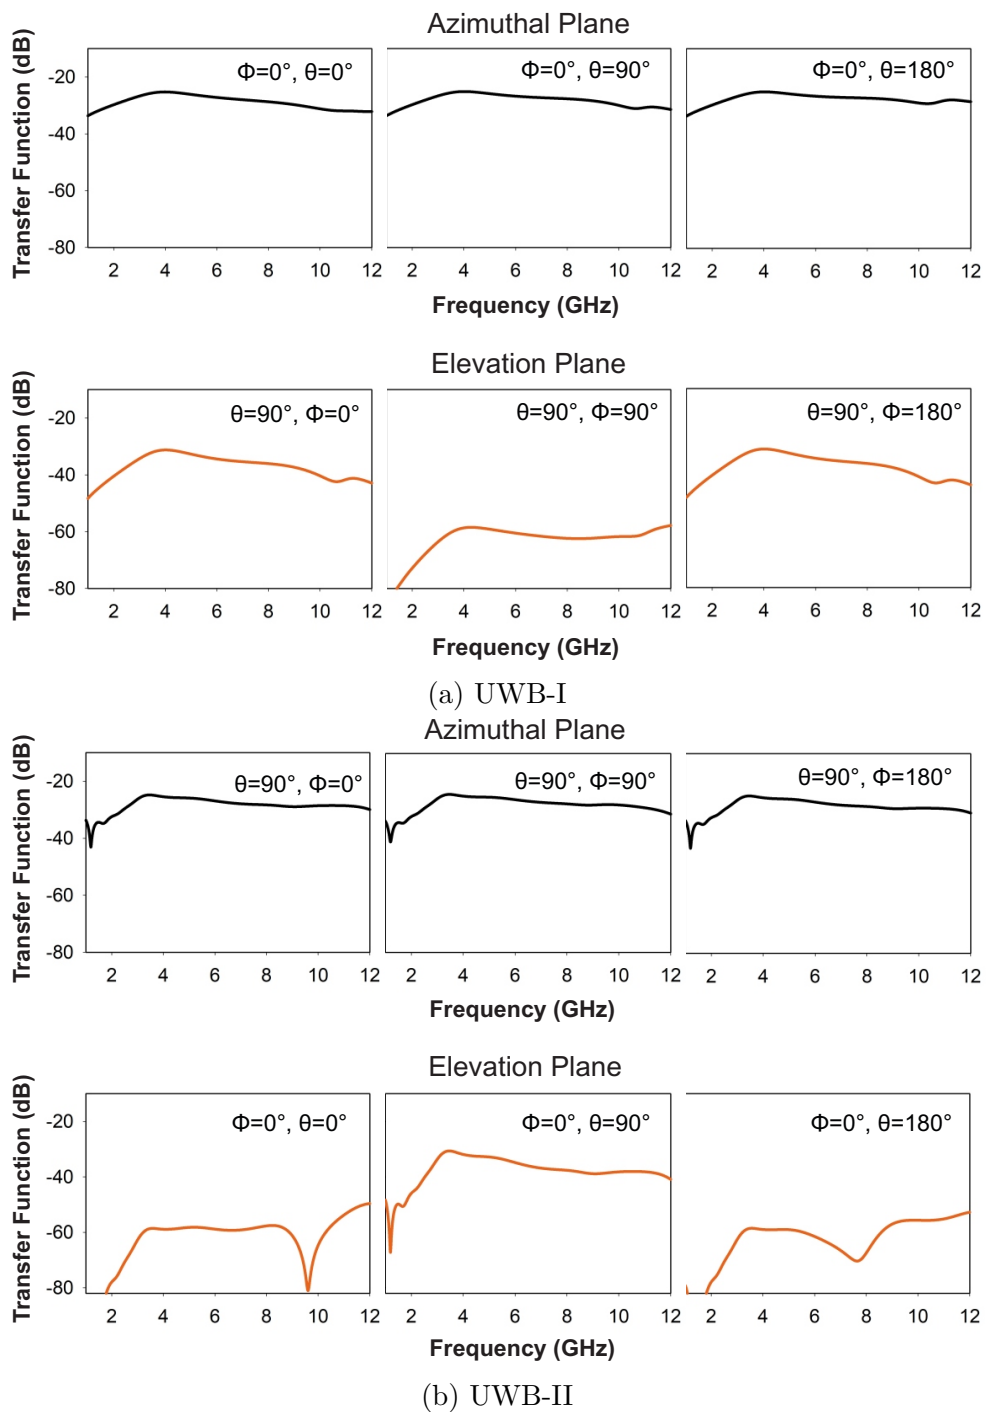 Azimuthal Plane
Transfer Function (dB)
Φ=0°, θ=0°
Φ=0°, θ=90°
Φ=0°, θ=180°
-20
-40
-60
-80
2 4 6 8 10 12
2 4 6 8 10 12
2 4 6 8 10 12
Frequency (GHz)
Elevation Plane
Transfer Function (dB)
θ=90°, Φ=0°
θ=90°, Φ=90°
θ=90°, Φ=180°
-20
-40
-60
-80
2 4 6 8 10 12
2 4 6 8 10 12
2 4 6 8 10 12
Frequency (GHz)
(a) UWB-I
Azimuthal Plane
Transfer Function (dB)
θ=90°, Φ=0°
θ=90°, Φ=90°
θ=90°, Φ=180°
-20
-40
-60
-80
2 4 6 8 10 12
2 4 6 8 10 12
2 4 6 8 10 12
Frequency (GHz)
Elevation Plane
Transfer Function (dB)
Φ=0°, θ=0°
Φ=0°, θ=90°
Φ=0°, θ=180°
-20
-40
-60
-80
2 4 6 8 10 12
2 4 6 8 10 12
2 4 6 8 10 12
Frequency (GHz)
(b) UWB-II